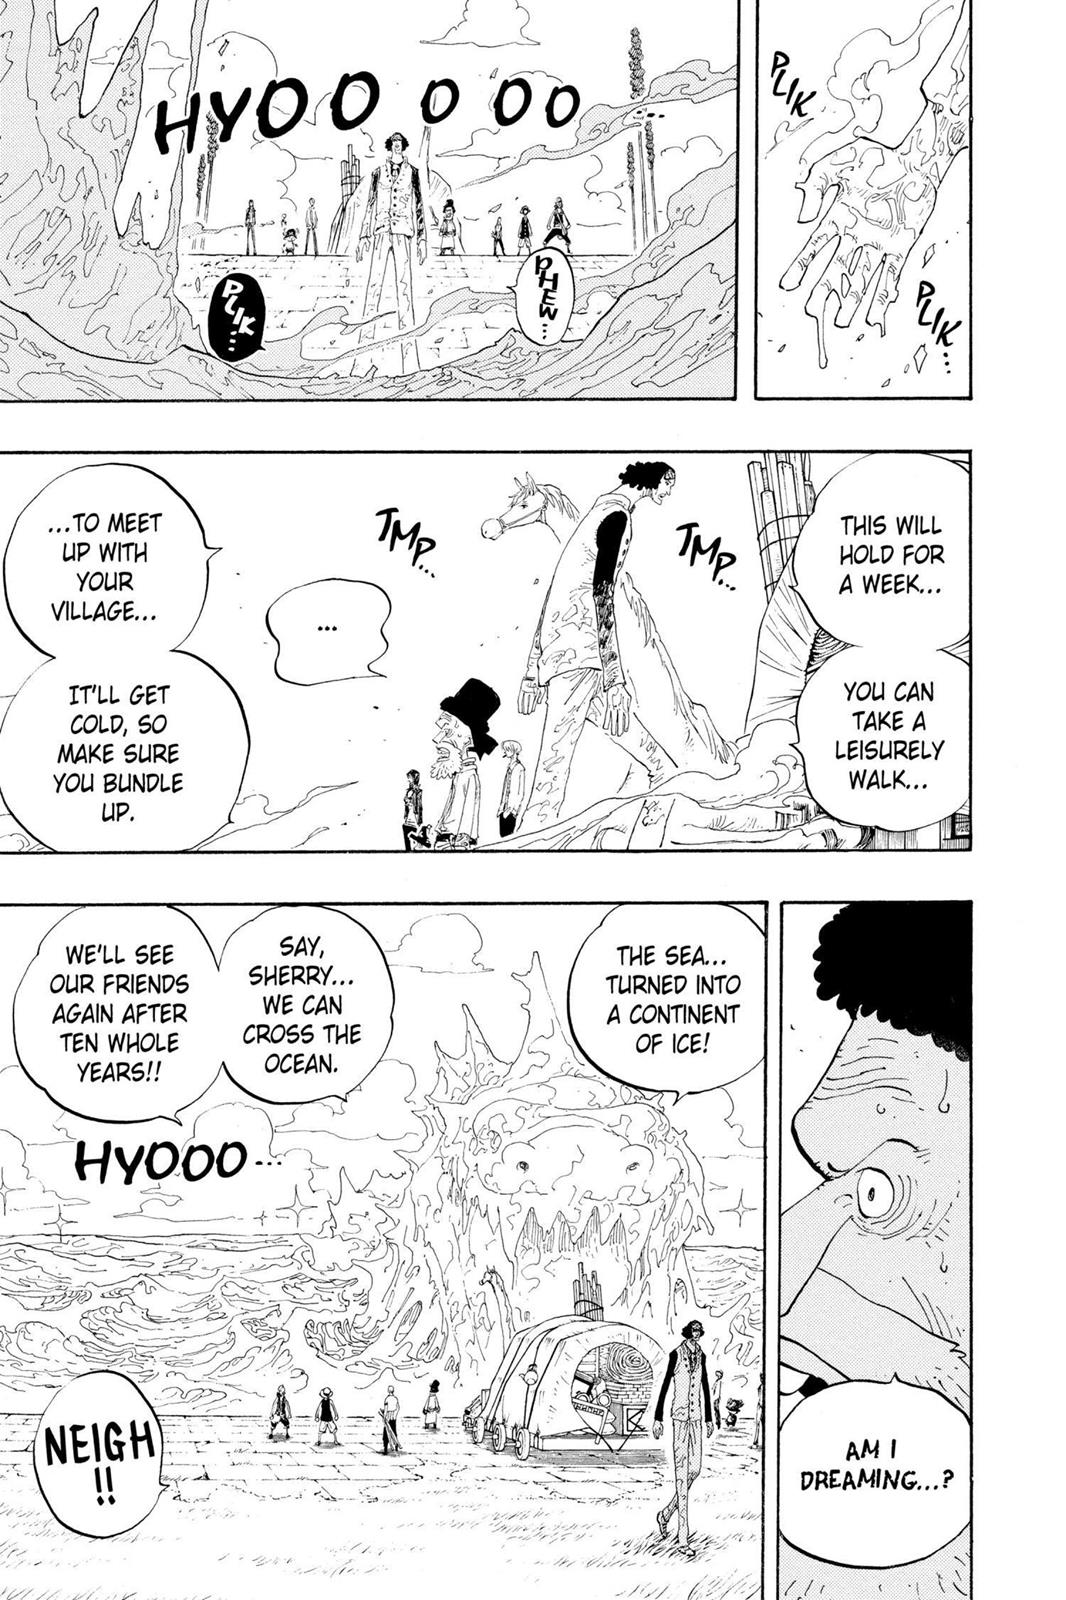 PLIK
PLIK...
HYOOOOOO
PHEW...
PLIK...
THIS WILL
HOLD FOR
A WEEK...
YOU CAN
TAKE A
LEISURELY
WALK...
TMP...
TMP...
...
...TO MEET
UP WITH
YOUR
VILLAGE...
IT'LL GET
COLD, SO
MAKE SURE
YOU BUNDLE
UP.
AM I
DREAMING...?
THE SEA...
TURNED INTO
A CONTINENT
OF ICE!
SAY,
SHERRY...
WE CAN
CROSS THE
OCEAN.
WE'LL SEE
OUR FRIENDS
AGAIN AFTER
TEN WHOLE
YEARS!!
HYOOO...
NEIGH
!!